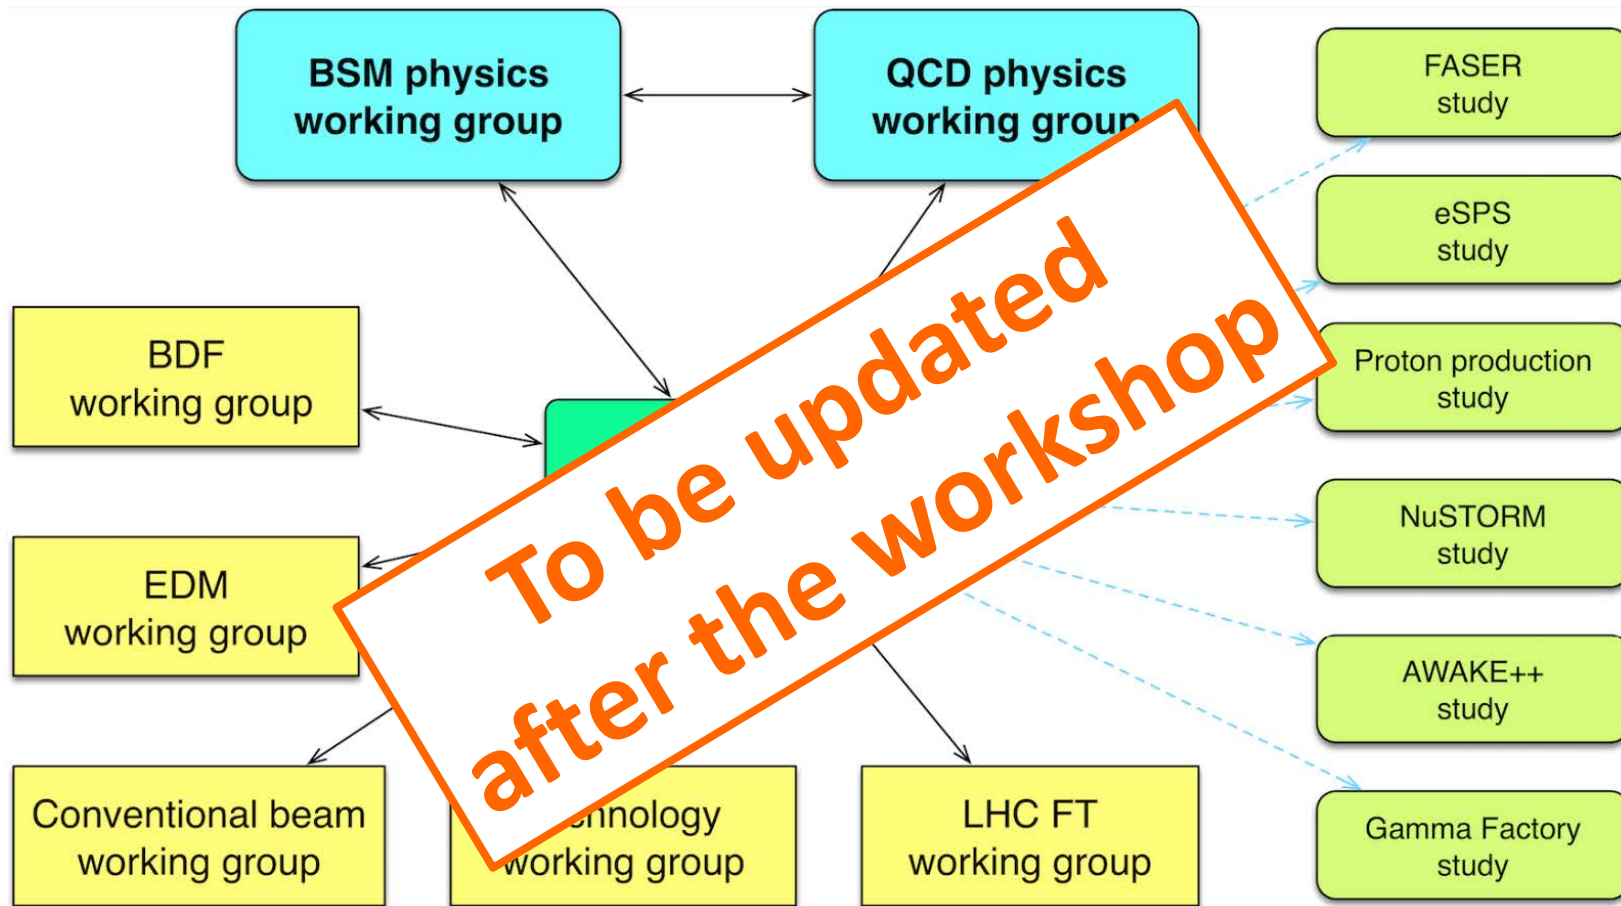 BSM physics
working group
QCD physics
working group
FASER
study
eSPS
study
BDF
working group
Proton production
study
To be updated
after the workshop
NuSTORM
study
EDM
working group
AWAKE++
study
Conventional beam
working group
working group
LHC FT
working group
Gamma Factory
study